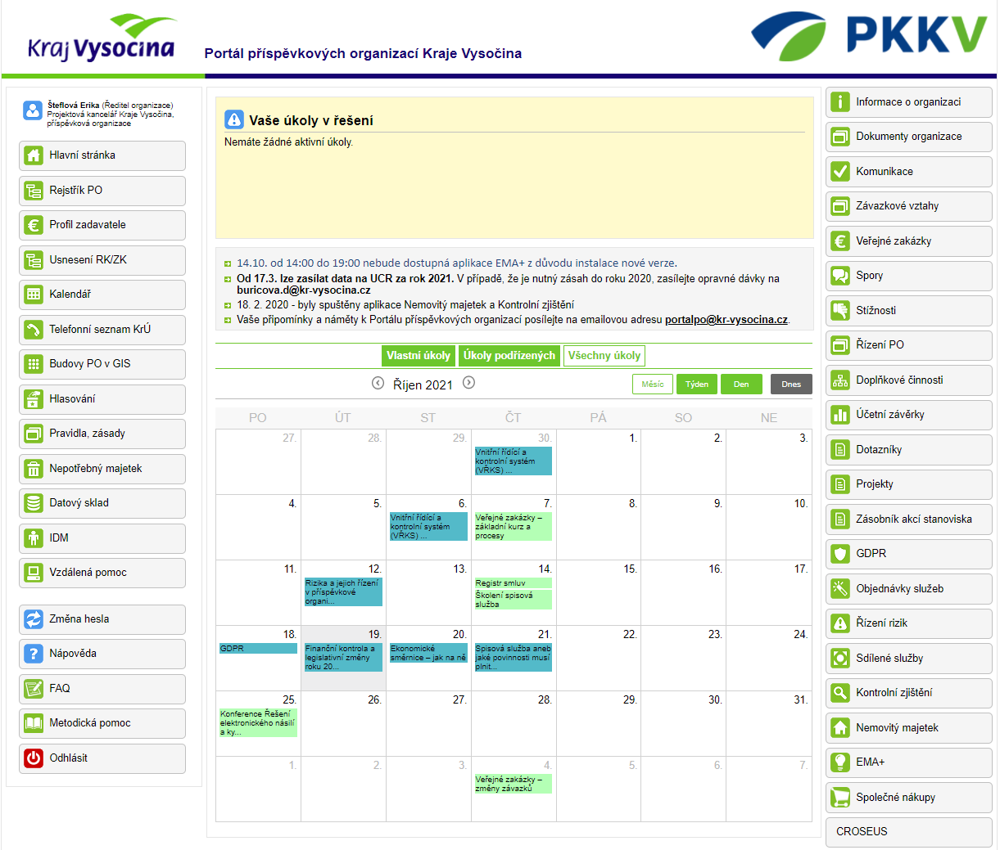 Kraj Vysočina
Portál příspěvkových organizací Kraje Vysočina
PKKV
Šteflová Erika (Ředitel organizace)
Projektová kancelář Kraje Vysočina,
příspěvková organizace
Hlavní stránka
Rejstřík PO
Profil zadavatele
Usnesení RK/ZK
Kalendář
Telefonní seznam KrÚ
Budovy PO v GIS
Hlasování
Pravidla, zásady
Nepotřebný majetek
Datový sklad
IDM
Vzdálená pomoc
Změna hesla
Nápověda
FAQ
Metodická pomoc
Odhlásit
Vaše úkoly v řešení
Nemáte žádné aktivní úkoly.
14.10. od 14:00 do 19:00 nebude dostupná aplikace EMA+ z důvodu instalace nové verze.
Od 17.3. lze zasílat data na UCR za rok 2021. V případě, že je nutný zásah do roku 2020, zasílejte opravné dávky na
buricova.d@kr-vysocina.cz
18. 2. 2020 - byly spuštěny aplikace Nemovitý majetek a Kontrolní zjištění
Vaše připomínky a náměty k Portálu příspěvkových organizací posílejte na emailovou adresu portalpo@kr-vysocina.cz.
Vlastní úkoly Úkoly podřízených Všechny úkoly
Říjen 2021
Měsíc Týden Den Dnes
PO ÚT ST ČT PÁ SO NE
27. 28. 29. 30. 1. 2. 3.
Vnitřní řídící a
kontrolní systém
(VŘKS) ...
4. 5. 6. 7. 8. 9. 10.
Vnitřní řídící a
kontrolní systém
(VŘKS) ...
Veřejné zakázky –
základní kurz a
procesy
11. 12. 13. 14. 15. 16. 17.
Rizika a jejich řízení
v příspěvkové
organi...
Registr smluv
Školení spisová
služba
18. 19. 20. 21. 22. 23. 24.
GDPR
Finanční kontrola a
legislativní změny
roku 20...
Ekonomické
směrnice – jak na ně
Spisová služba aneb
jaké povinnosti musí
plnit...
25. 26. 27. 28. 29. 30. 31.
Konference Řešení
elektronického násilí
a ky...
1. 2. 3. 4. 5. 6. 7.
Veřejné zakázky –
změny závazků
Informace o organizaci
Dokumenty organizace
Komunikace
Závazkové vztahy
Veřejné zakázky
Spory
Stížnosti
Řízení PO
Doplňkové činnosti
Účetní závěrky
Dotazníky
Projekty
Zásobník akcí stanoviska
GDPR
Objednávky služeb
Řízení rizik
Sdílené služby
Kontrolní zjištění
Nemovitý majetek
EMA+
Společné nákupy
CROSEUS